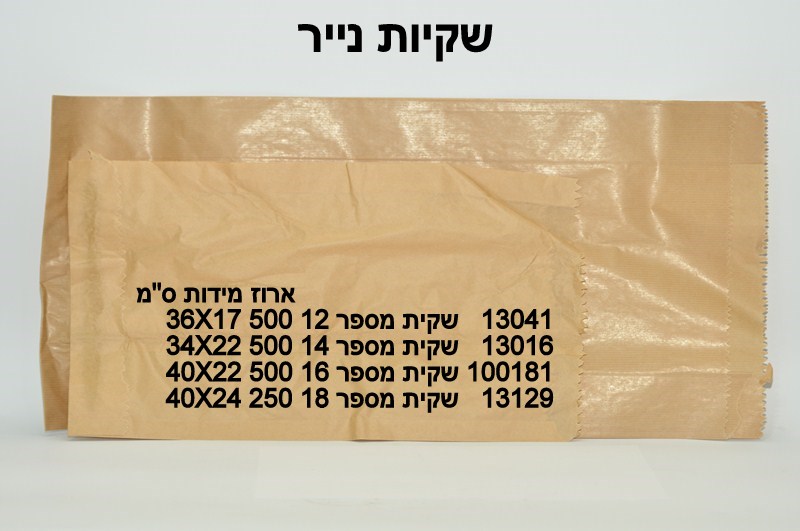 שקיות נייר
ארוז מידות ס"מ
13041 שקית מספר 12 500 36X17
13016 שקית מספר 14 500 34X22
100181 שקית מספר 16 500 40X22
13129 שקית מספר 18 250 40X24